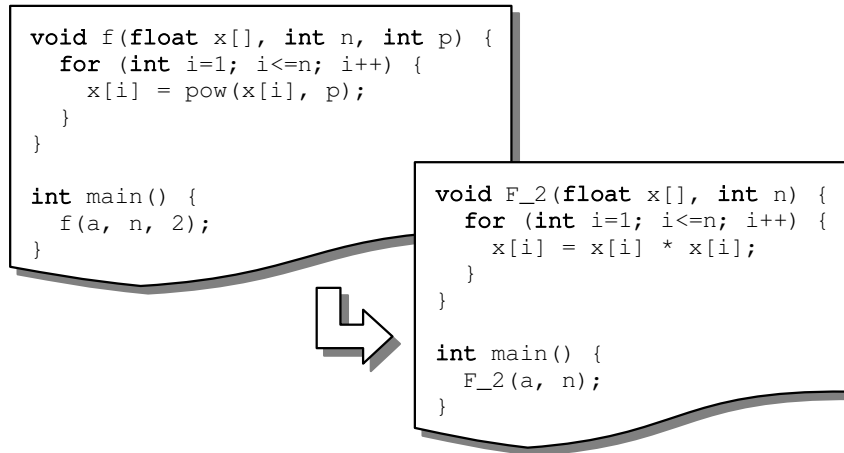 void f(float x[], int n, int p) {
  for (int i=1; i<=n; i++) {
    x[i] = pow(x[i], p);
  }
}

int main() {
  f(a, n, 2);
}

void F_2(float x[], int n) {
  for (int i=1; i<=n; i++) {
    x[i] = x[i] * x[i];
  }
}

int main() {
  F_2(a, n);
}